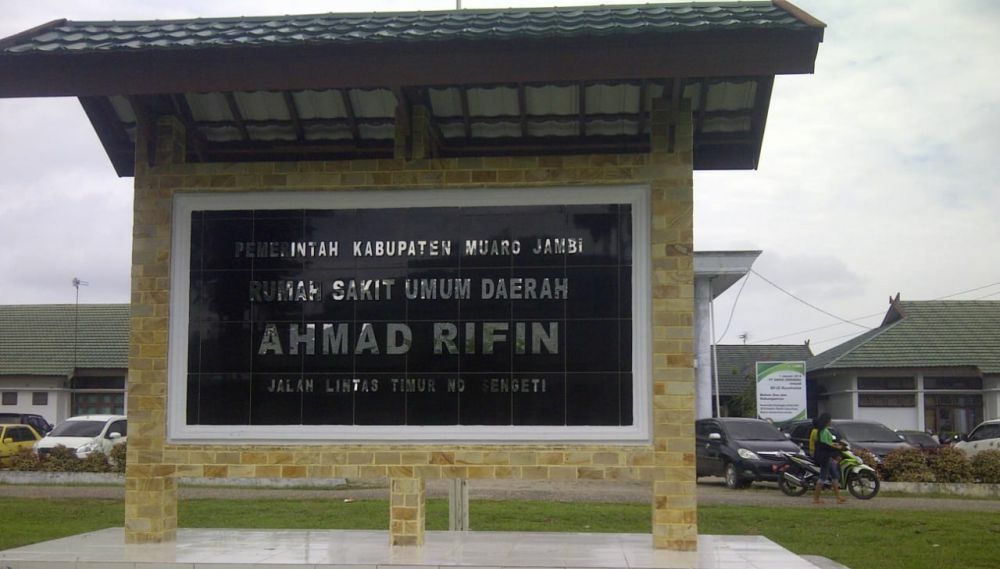 PEMERINTAH KABUPATEN MUARO JAMBI
RUMAH SAKIT UMUM DAERAH
AHMAD RIFIN
JALAN LINTAS TIMUR NO SENGETI